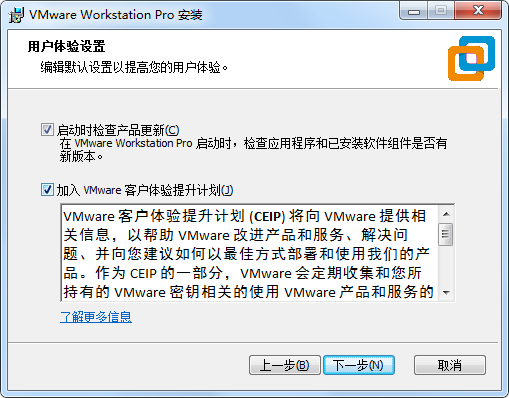 VMware Workstation Pro 安装
用户体验设置
编辑默认设置以提高您的用户体验。
启动时检查产品更新(C)
在 VMware Workstation Pro 启动时，检查应用程序和已安装软件组件是否有
新版本。
加入 VMware 客户体验提升计划(J)
VMware 客户体验提升计划 (CEIP) 将向 VMware 提供相
关信息，以帮助 VMware 改进产品和服务、解决问
题、并向您建议如何以最佳方式部署和使用我们的产
品。作为 CEIP 的一部分，VMware 会定期收集和您所
持有的 VMware 密钥相关的使用 VMware 产品和服务的
了解更多信息
上一步(B) 下一步(N) 取消